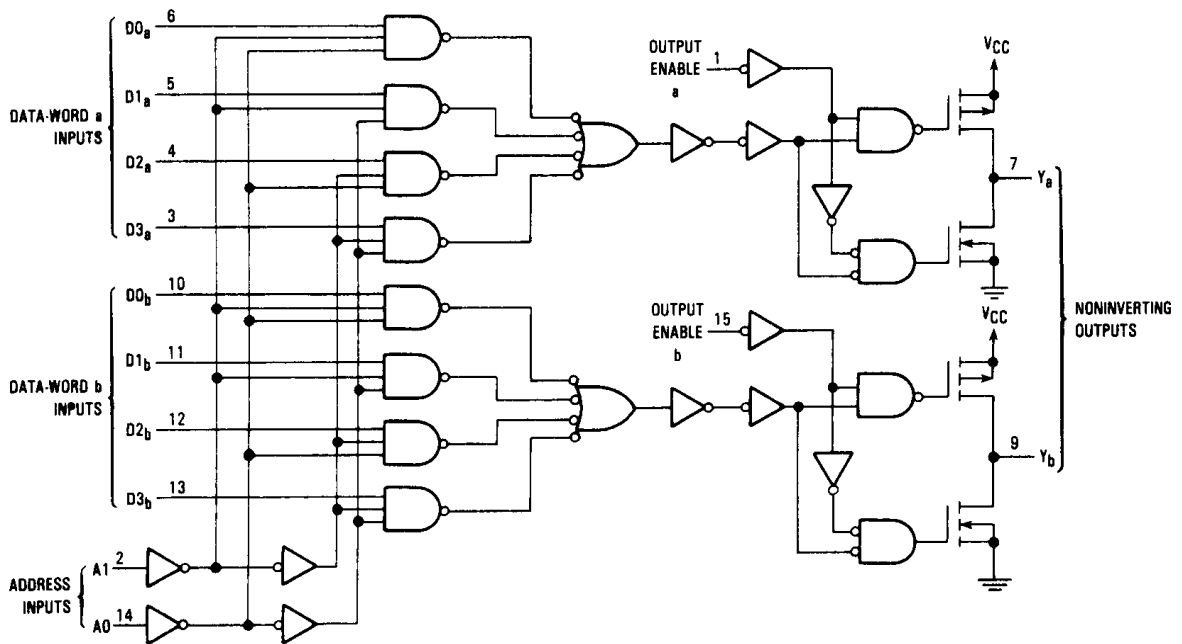 D0a 6
D1a 5
DATA-WORD a
INPUTS
D2a 4
D3a 3
D0b 10
D1b 11
DATA-WORD b
INPUTS
D2b 12
D3b 13
ADDRESS
INPUTS
A1 2
A0 14
OUTPUT
ENABLE
a
1
VCC
7 Ya
OUTPUT
ENABLE
b
15
VCC
9 Yb
NONINVERTING
OUTPUTS